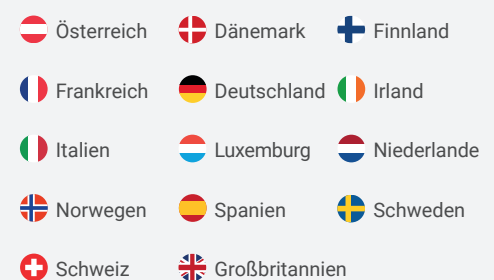 Österreich Dänemark Finnland
Frankreich Deutschland Irland
Italien Luxemburg Niederlande
Norwegen Spanien Schweden
Schweiz Großbritannien